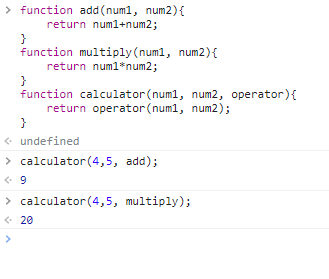 function add(num1, num2){
    return num1+num2;
}
function multiply(num1, num2){
    return num1*num2;
}
function calculator(num1, num2, operator){
    return operator(num1, num2);
}
undefined
calculator(4,5, add);
9
calculator(4,5, multiply);
20